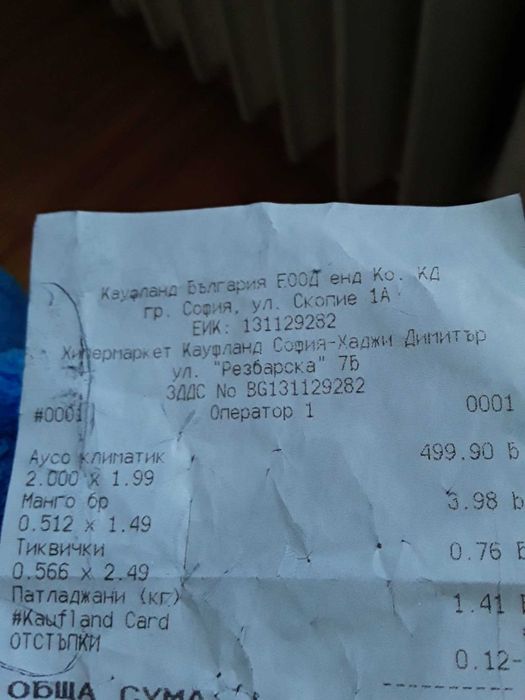 Кауфланд България ЕООД енд Ко. КД
гр. София, ул. Скопие 1А
ЕИК: 131129282
Хипермаркет Кауфланд София-Хаджи Димитър
ул. "Резбарска" 7Б
ЗДДС No BG131129282
#0001 Оператор 1 0001
Аусо климатик 499.90 Б
2.000 x 1.99
Манго бр 3.98 Б
0.512 x 1.49
Тиквички 0.76 Б
0.566 x 2.49
Патладжани (кг) 1.41 Б
#Kaufland Card
ОТСТЪПКИ 0.12-
ОБЩА СУМА